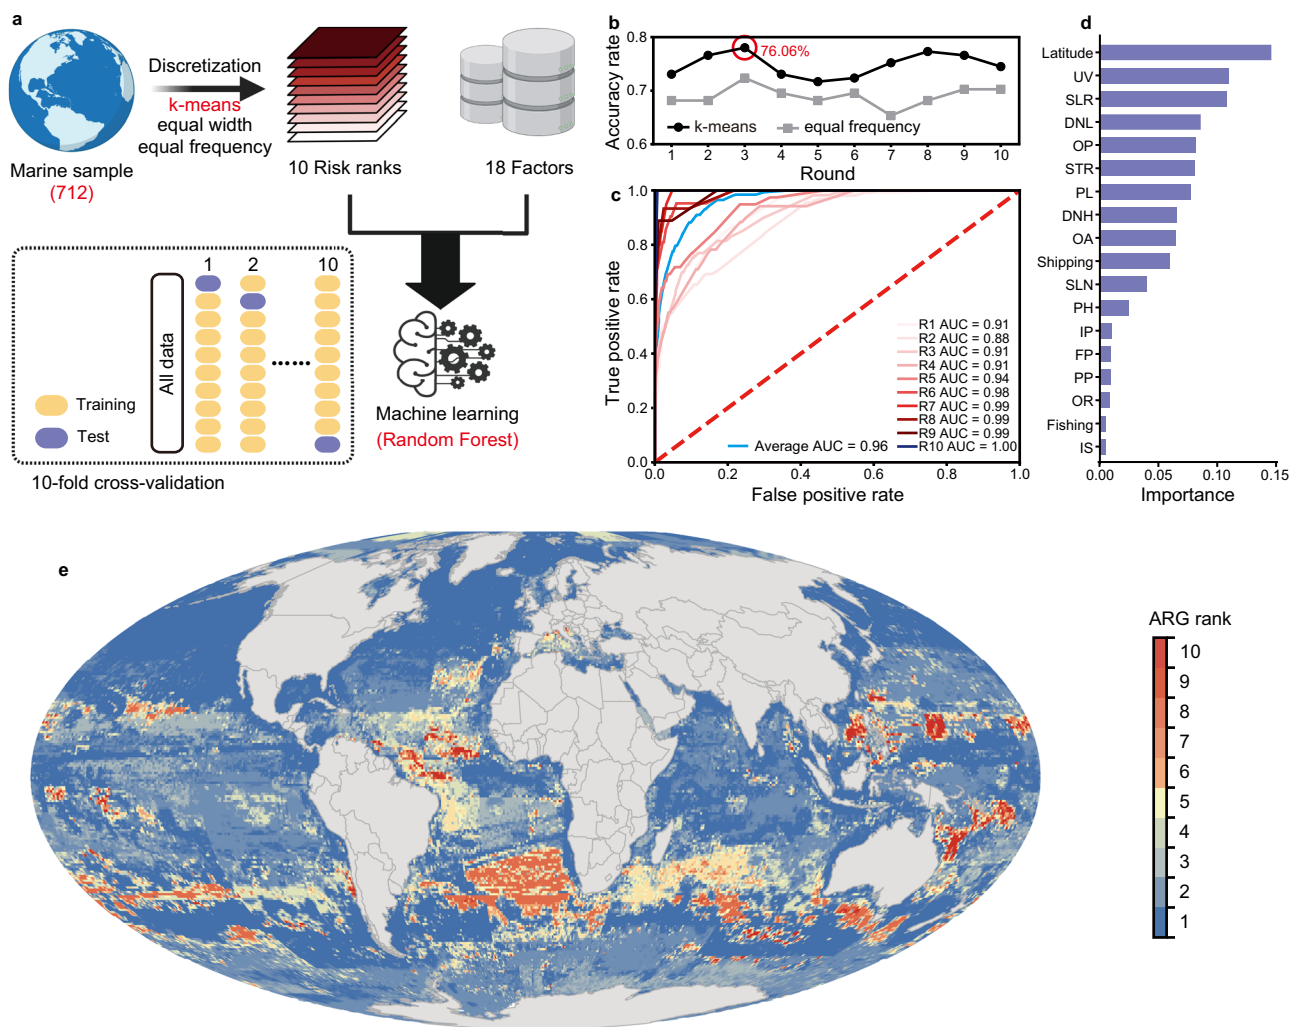 a
Discretization
k-means
equal width
equal frequency
Marine sample
(712)
10 Risk ranks
18 Factors
1
2
10
All data
......
Training
Test
10-fold cross-validation
Machine learning
(Random Forest)
b
Accuracy rate
0.8
0.7
0.6
76.06%
k-means
equal frequency
1 2 3 4 5 6 7 8 9 10
Round
c
True positive rate
1.0
0.8
0.6
0.4
0.2
0.0
R1 AUC = 0.91
R2 AUC = 0.88
R3 AUC = 0.91
R4 AUC = 0.91
R5 AUC = 0.94
R6 AUC = 0.98
R7 AUC = 0.99
R8 AUC = 0.99
R9 AUC = 0.99
Average AUC = 0.96
R10 AUC = 1.00
0.0 0.2 0.4 0.6 0.8 1.0
False positive rate
d
Latitude
UV
SLR
DNL
OP
STR
PL
DNH
OA
Shipping
SLN
PH
IP
FP
PP
OR
Fishing
IS
0.00 0.05 0.10 0.15
Importance
e
ARG rank
10
9
8
7
6
5
4
3
2
1